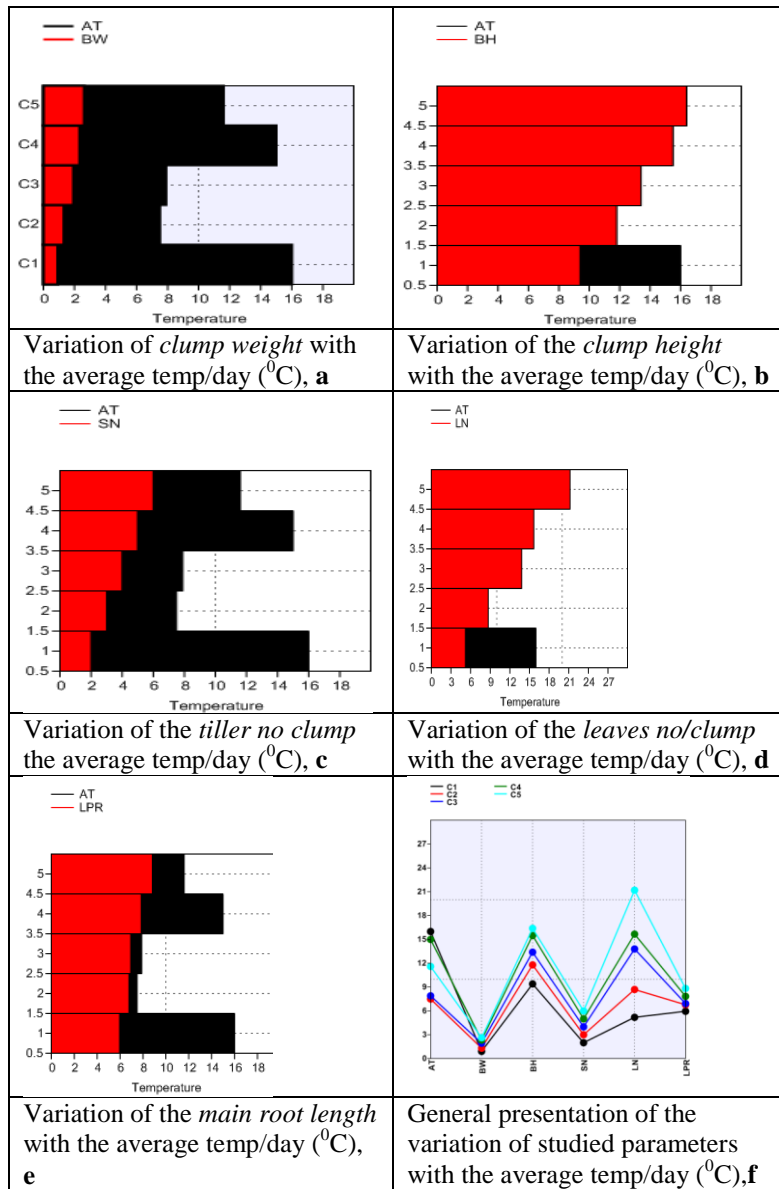 AT
BW
C5
C4
C3
C2
C1
0 2 4 6 8 10 12 14 16 18
Temperature
AT
BH
5
4.5
4
3.5
3
2.5
2
1.5
1
0.5
0 2 4 6 8 10 12 14 16 18
Temperature
Variation of clump weight with
the average temp/day (⁰C), a
Variation of the clump height
with the average temp/day (⁰C), b
AT
SN
5
4.5
4
3.5
3
2.5
2
1.5
1
0.5
0 2 4 6 8 10 12 14 16 18
Temperature
AT
LN
5
4.5
4
3.5
3
2.5
2
1.5
1
0.5
0 3 6 9 12 15 18 21 24 27
Temperature
Variation of the tiller no clump
the average temp/day (⁰C), c
Variation of the leaves no/clump
with the average temp/day (⁰C), d
AT
LPR
5
4.5
4
3.5
3
2.5
2
1.5
1
0.5
0 2 4 6 8 10 12 14 16 18
Temperature
C1 C4
C2 C5
C3
27
24
21
18
15
12
9
6
3
0
AT BW BH SN LN LPR
Variation of the main root length
with the average temp/day (⁰C),
e
General presentation of the
variation of studied parameters
with the average temp/day (⁰C),f